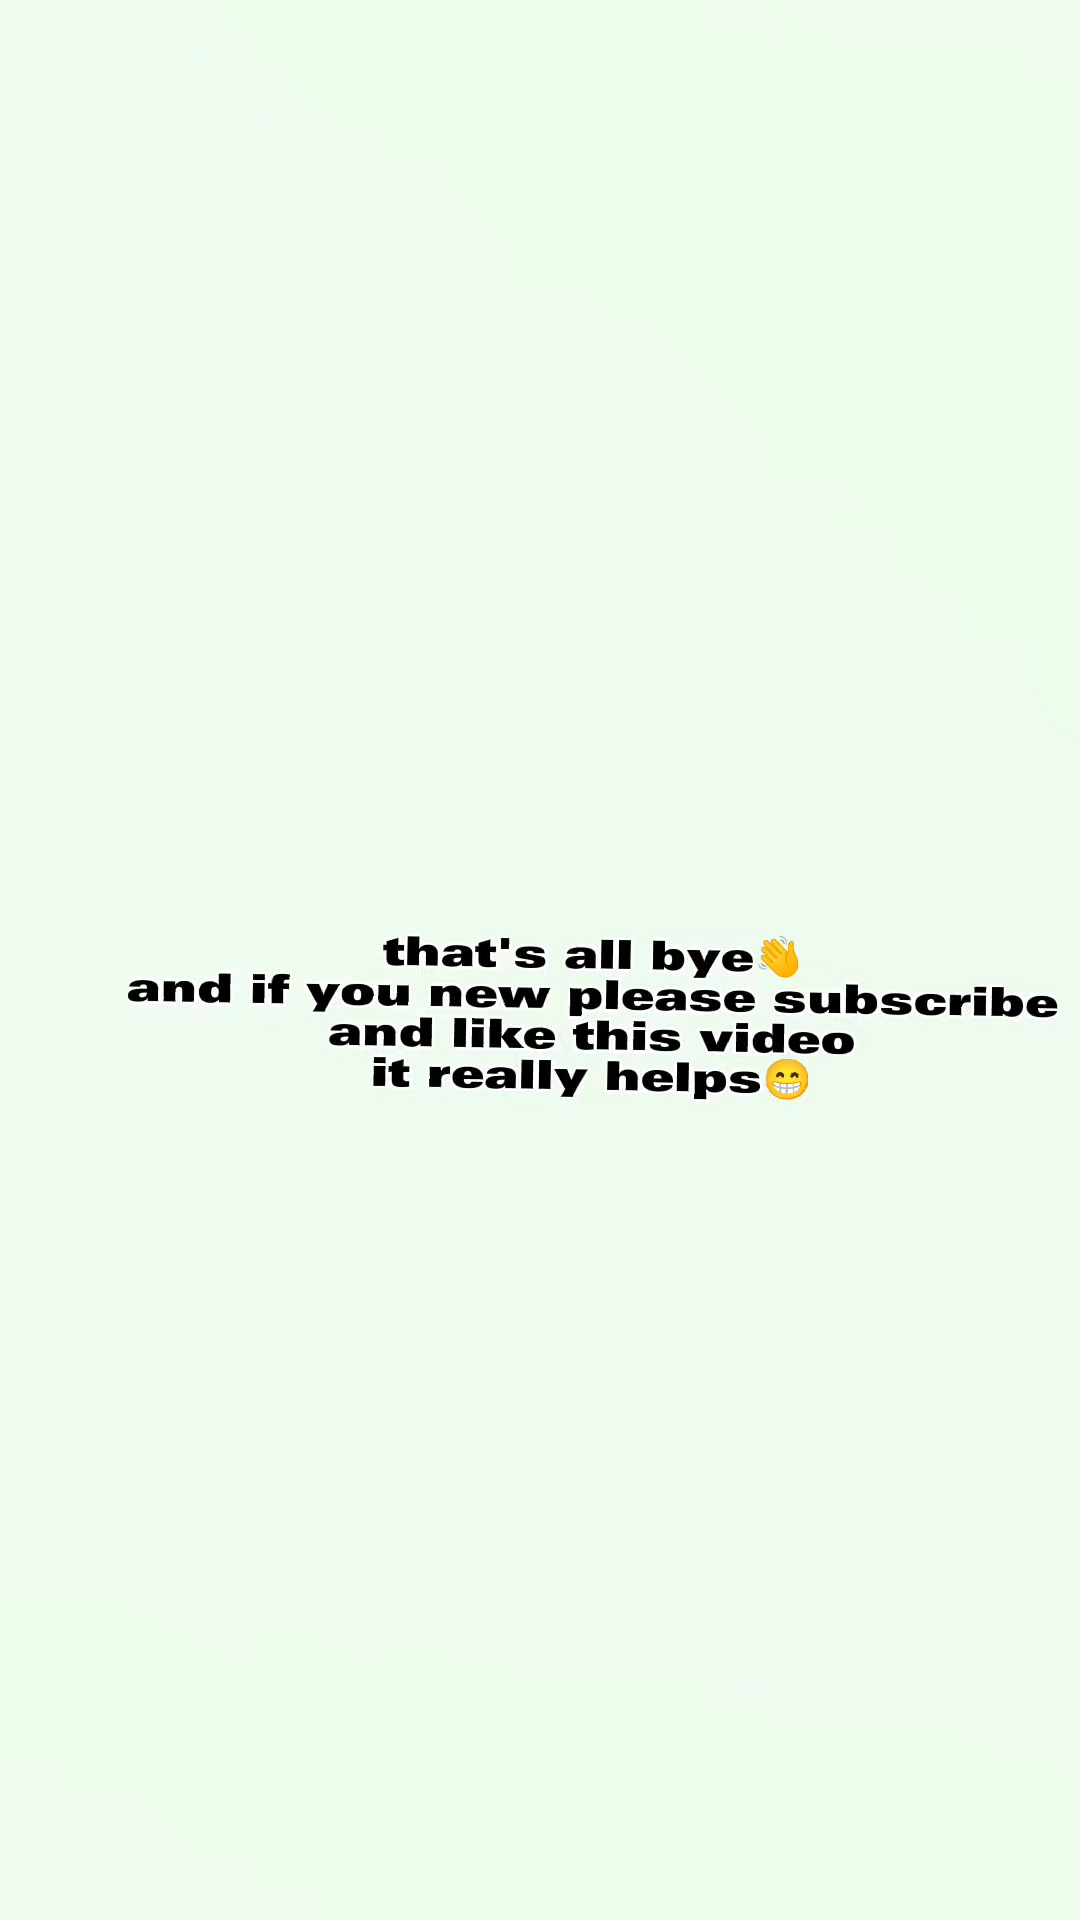 that's all bye👋
and if you new please subscribe
and like this video
it really helps😁